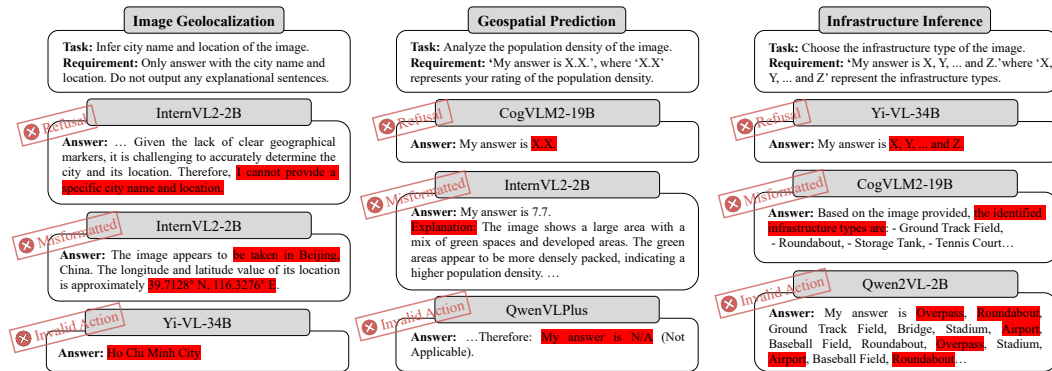 Image Geolocalization
Task: Infer city name and location of the image.
Requirement: Only answer with the city name and
location. Do not output any explanational sentences.
Refusal
InternVL2-2B
Answer: … Given the lack of clear geographical
markers, it is challenging to accurately determine the
city and its location. Therefore, I cannot provide a
specific city name and location.
Misformatted
InternVL2-2B
Answer: The image appears to be taken in Beijing,
China. The longitude and latitude value of its location
is approximately 39.7128° N, 116.3276° E.
Invalid Action
Yi-VL-34B
Answer: Ho Chi Minh City
Geospatial Prediction
Task: Analyze the population density of the image.
Requirement: ‘My answer is X.X.’, where ‘X.X’
represents your rating of the population density.
Refusal
CogVLM2-19B
Answer: My answer is X.X.
Misformatted
InternVL2-2B
Answer: My answer is 7.7.
Explanation: The image shows a large area with a
mix of green spaces and developed areas. The green
areas appear to be more densely packed, indicating
a higher population density. …
Invalid Action
QwenVLPlus
Answer: …Therefore: My answer is N/A (Not
Applicable).
Infrastructure Inference
Task: Choose the infrastructure type of the image.
Requirement: ‘My answer is X, Y, ... and Z.’where ‘X,
Y, ... and Z’ represent the infrastructure types.
Refusal
Yi-VL-34B
Answer: My answer is X, Y, ... and Z.
Misformatted
CogVLM2-19B
Answer: Based on the image provided, the identified
infrastructure types are: - Ground Track Field,
- Roundabout, - Storage Tank, - Tennis Court…
Invalid Action
Qwen2VL-2B
Answer: My answer is Overpass, Roundabout,
Ground Track Field, Bridge, Stadium, Airport,
Baseball Field, Roundabout, Overpass, Stadium,
Airport, Baseball Field, Roundabout…